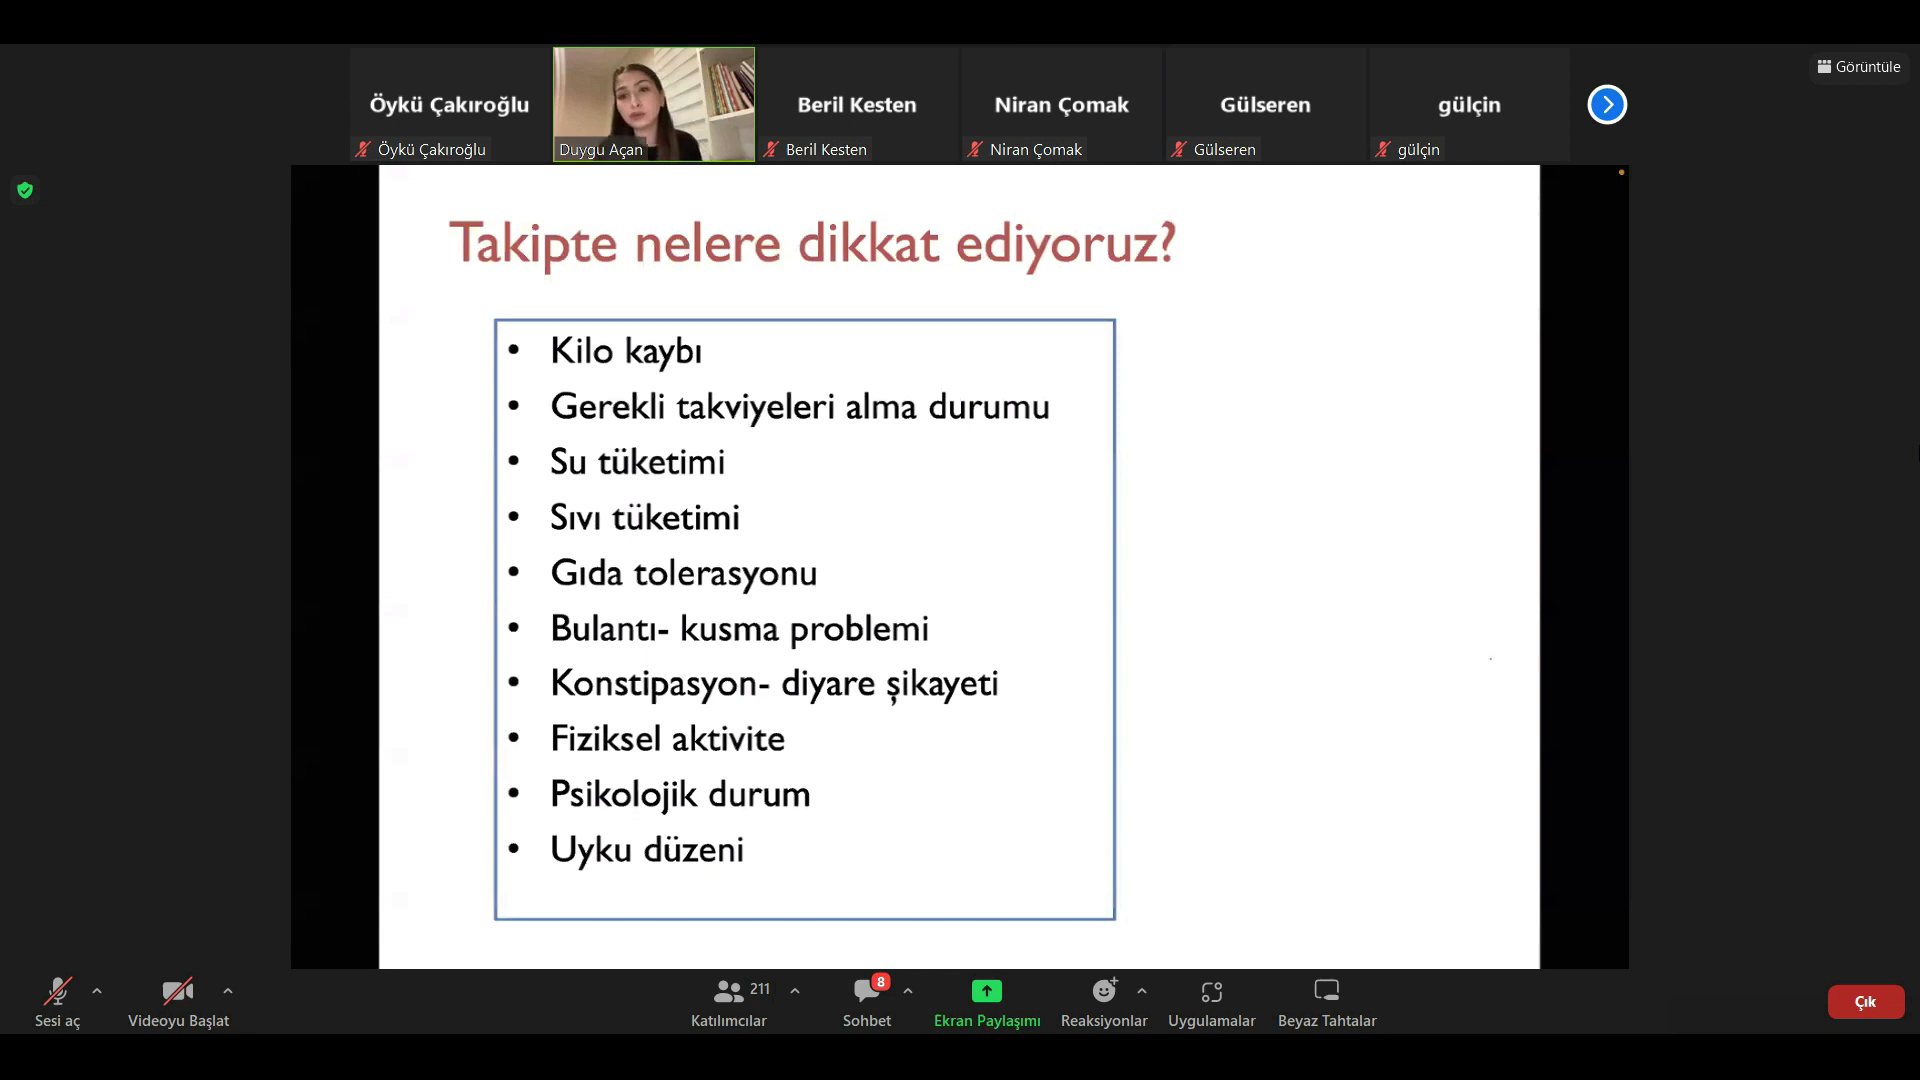 Görüntüle
Öykü Çakıroğlu
Beril Kesten
Niran Çomak
Gülseren
gülçin
Öykü Çakıroğlu
Duygu Açan
Beril Kesten
Niran Çomak
Gülseren
gülçin
Takipte nelere dikkat ediyoruz?
• Kilo kaybı
• Gerekli takviyeleri alma durumu
• Su tüketimi
• Sıvı tüketimi
• Gıda tolerasyonu
• Bulantı- kusma problemi
• Konstipasyon- diyare şikayeti
• Fiziksel aktivite
• Psikolojik durum
• Uyku düzeni
211
8
Sesi aç
Videoyu Başlat
Katılımcılar
Sohbet
Ekran Paylaşımı
Reaksiyonlar
Uygulamalar
Beyaz Tahtalar
Çık